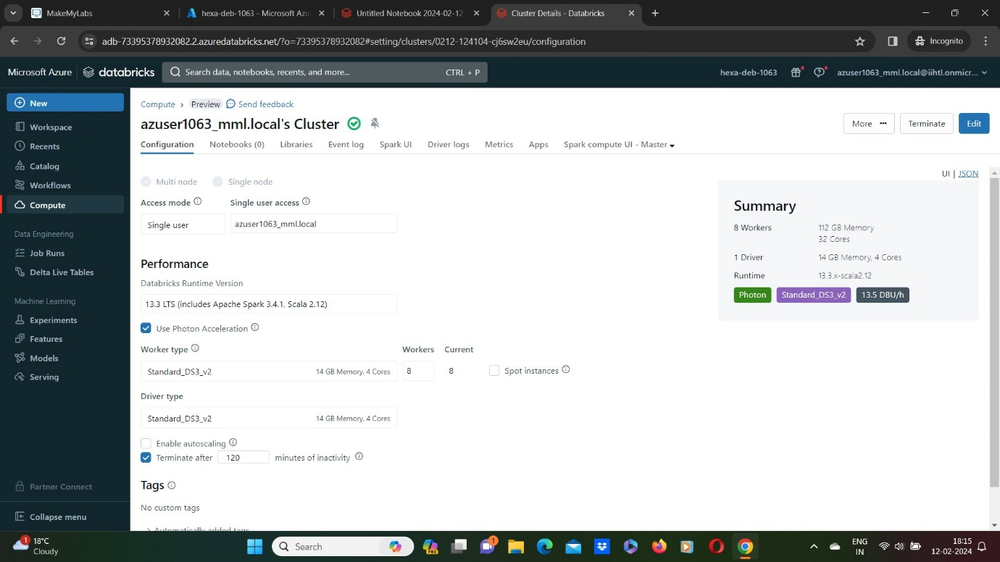 MakeMyLabs
hexa-deb-1063 - Microsoft Azu
Untitled Notebook 2024-02-12
Cluster Details - Databricks
adb-73395378932082.2.azuredatabricks.net/?o=73395378932082#setting/clusters/0212-124104-cj6sw2eu/configuration
Incognito
Microsoft Azure
databricks
Search data, notebooks, recents, and more...
CTRL + P
hexa-deb-1063
azuser1063_mml.local@iihtl.onmicr...
New
Workspace
Recents
Catalog
Workflows
Compute
Data Engineering
Job Runs
Delta Live Tables
Machine Learning
Experiments
Features
Models
Serving
Partner Connect
Collapse menu
Compute › Preview Send feedback
azuser1063_mml.local's Cluster
More ···
Terminate
Edit
Configuration Notebooks (0) Libraries Event log Spark UI Driver logs Metrics Apps Spark compute UI - Master
UI | JSON
Multi node Single node
Access mode Single user access
Single user azuser1063_mml.local
Performance
Databricks Runtime Version
13.3 LTS (includes Apache Spark 3.4.1, Scala 2.12)
Use Photon Acceleration
Worker type Workers Current
Standard_DS3_v2 14 GB Memory, 4 Cores 8 8 Spot instances
Driver type
Standard_DS3_v2 14 GB Memory, 4 Cores
Enable autoscaling
Terminate after 120 minutes of inactivity
Tags
No custom tags
Automatically added tags
Summary
8 Workers 112 GB Memory
32 Cores
1 Driver 14 GB Memory, 4 Cores
Runtime 13.3.x-scala2.12
Photon Standard_DS3_v2 13.5 DBU/h
1
18°C
Cloudy
Search
PRE
1
ENG
IN
18:15
12-02-2024